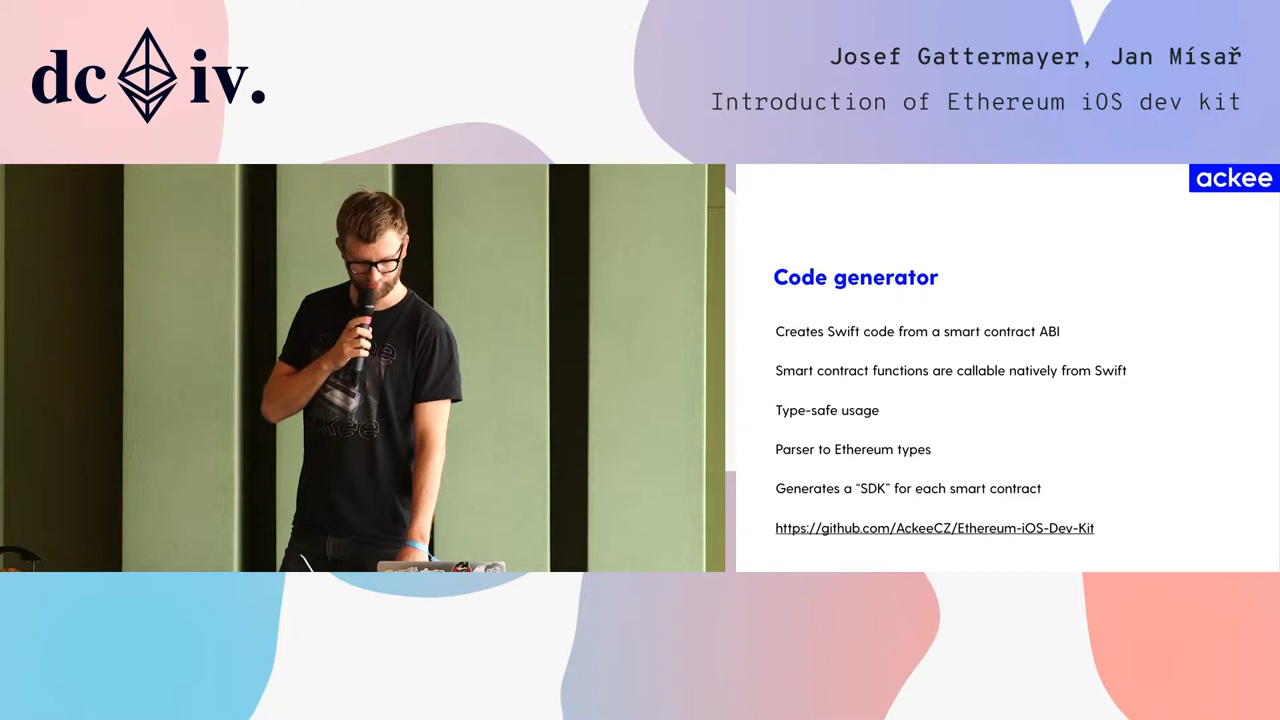 dc iv.
Josef Gattermayer, Jan Mísař
Introduction of Ethereum iOS dev kit
ackee
Code generator
Creates Swift code from a smart contract ABI
Smart contract functions are callable natively from Swift
Type-safe usage
Parser to Ethereum types
Generates a “SDK” for each smart contract
https://github.com/AckeeCZ/Ethereum-iOS-Dev-Kit